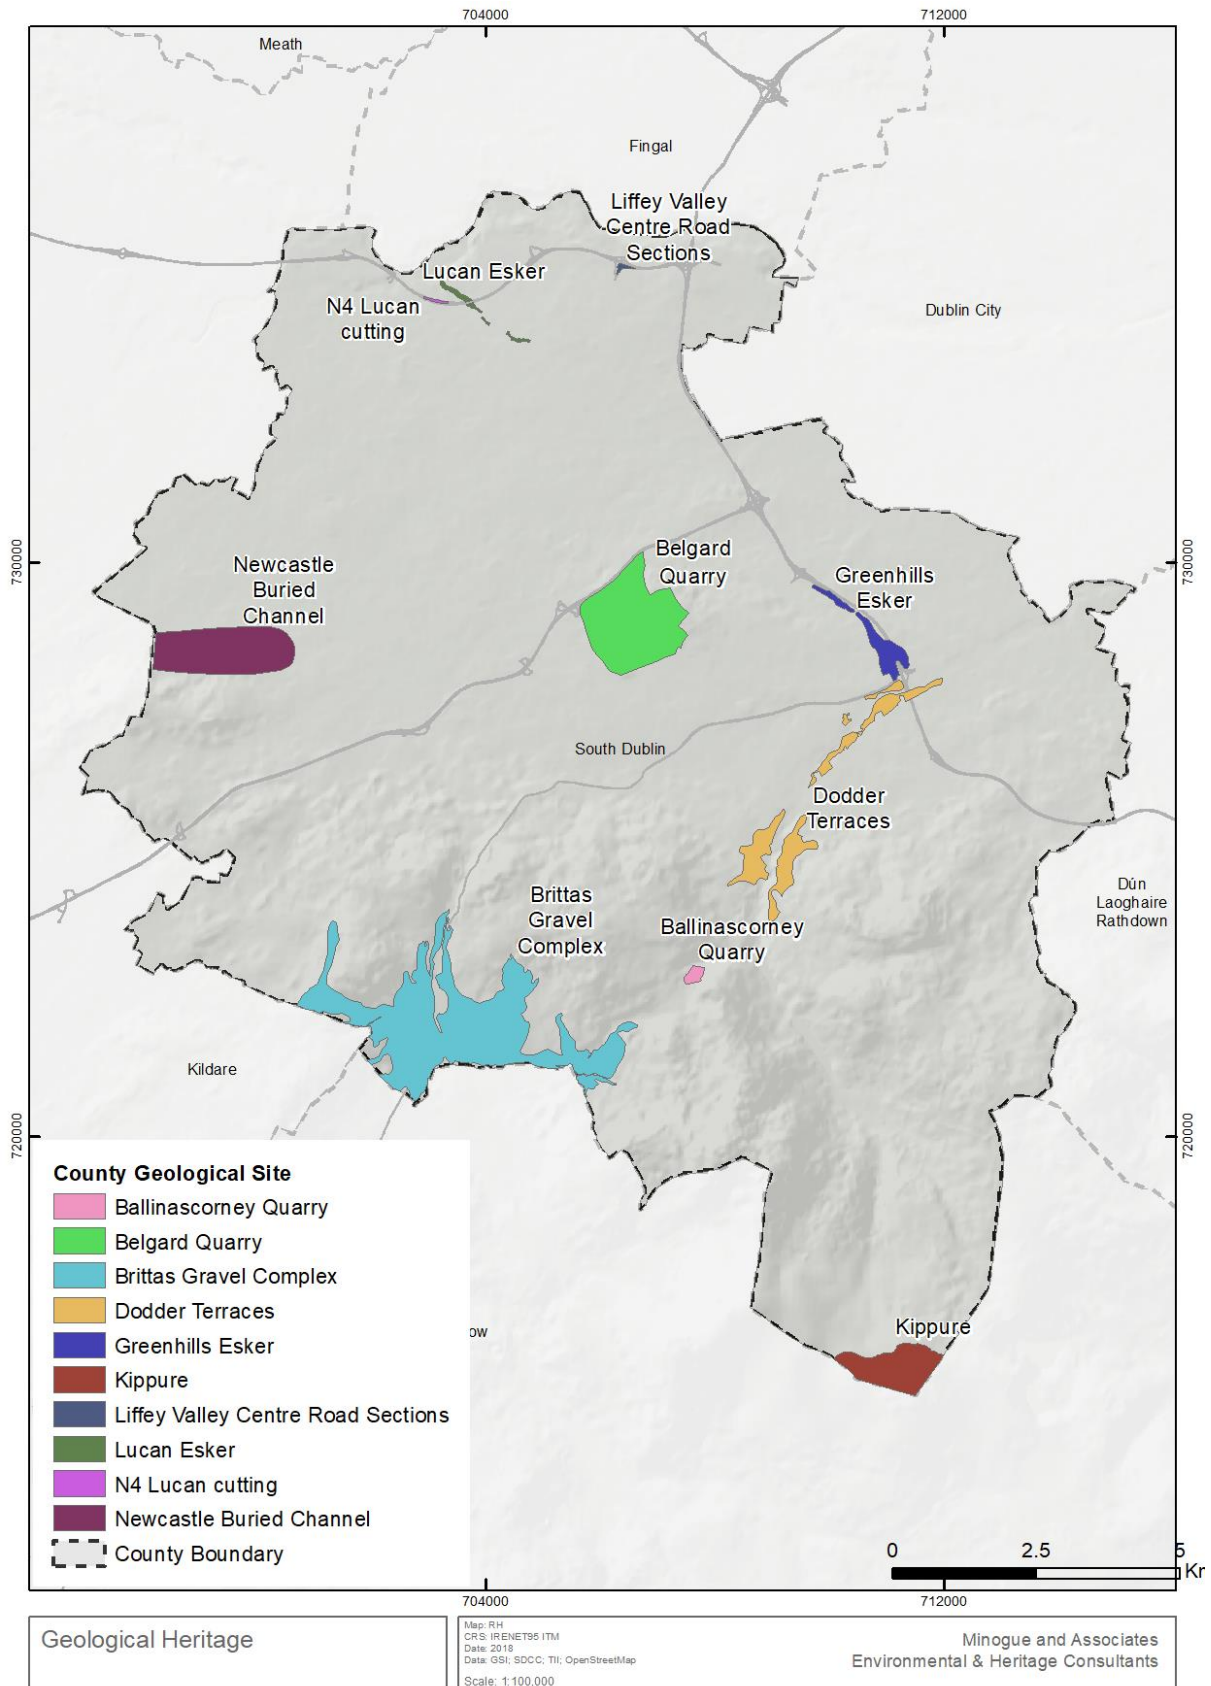 704000
712000
Meath
Fingal
Liffey Valley
Centre Road
Sections
Lucan Esker
N4 Lucan
cutting
Dublin City
730000
730000
Newcastle
Buried
Channel
Belgard
Quarry
Greenhills
Esker
South Dublin
Dodder
Terraces
Brittas
Gravel
Complex
Ballinascorney
Quarry
Dún
Laoghaire
Rathdown
Kildare
720000
720000
County Geological Site
Ballinascorney Quarry
Belgard Quarry
Brittas Gravel Complex
Dodder Terraces
Greenhills Esker
Kippure
Liffey Valley Centre Road Sections
Lucan Esker
N4 Lucan cutting
Newcastle Buried Channel
County Boundary
ow
Kippure
0 2.5 5
Km
704000
712000
Geological Heritage
Map: RH
CRS: IRENET95 ITM
Date: 2018
Data: GSI; SDCC; TII; OpenStreetMap
Scale: 1:100,000
Minogue and Associates
Environmental & Heritage Consultants